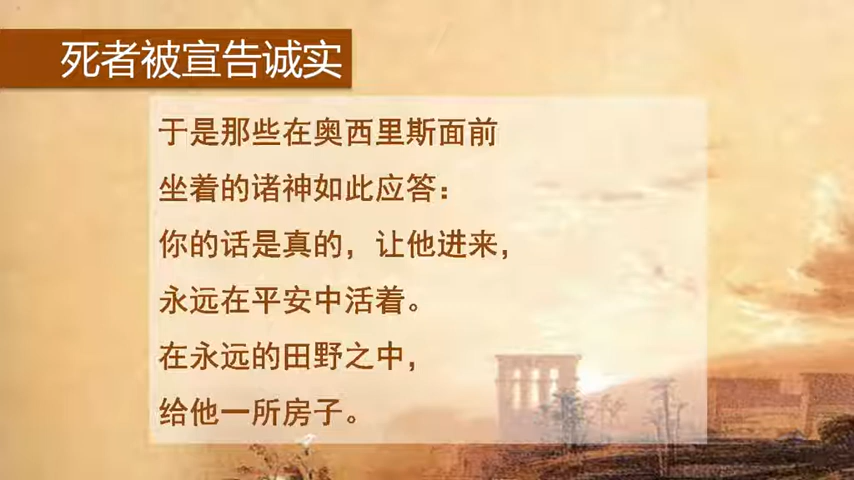 死者被宣告诚实
于是那些在奥西里斯面前
坐着的诸神如此应答：
你的话是真的，让他进来，
永远在平安中活着。
在永远的田野之中，
给他一所房子。